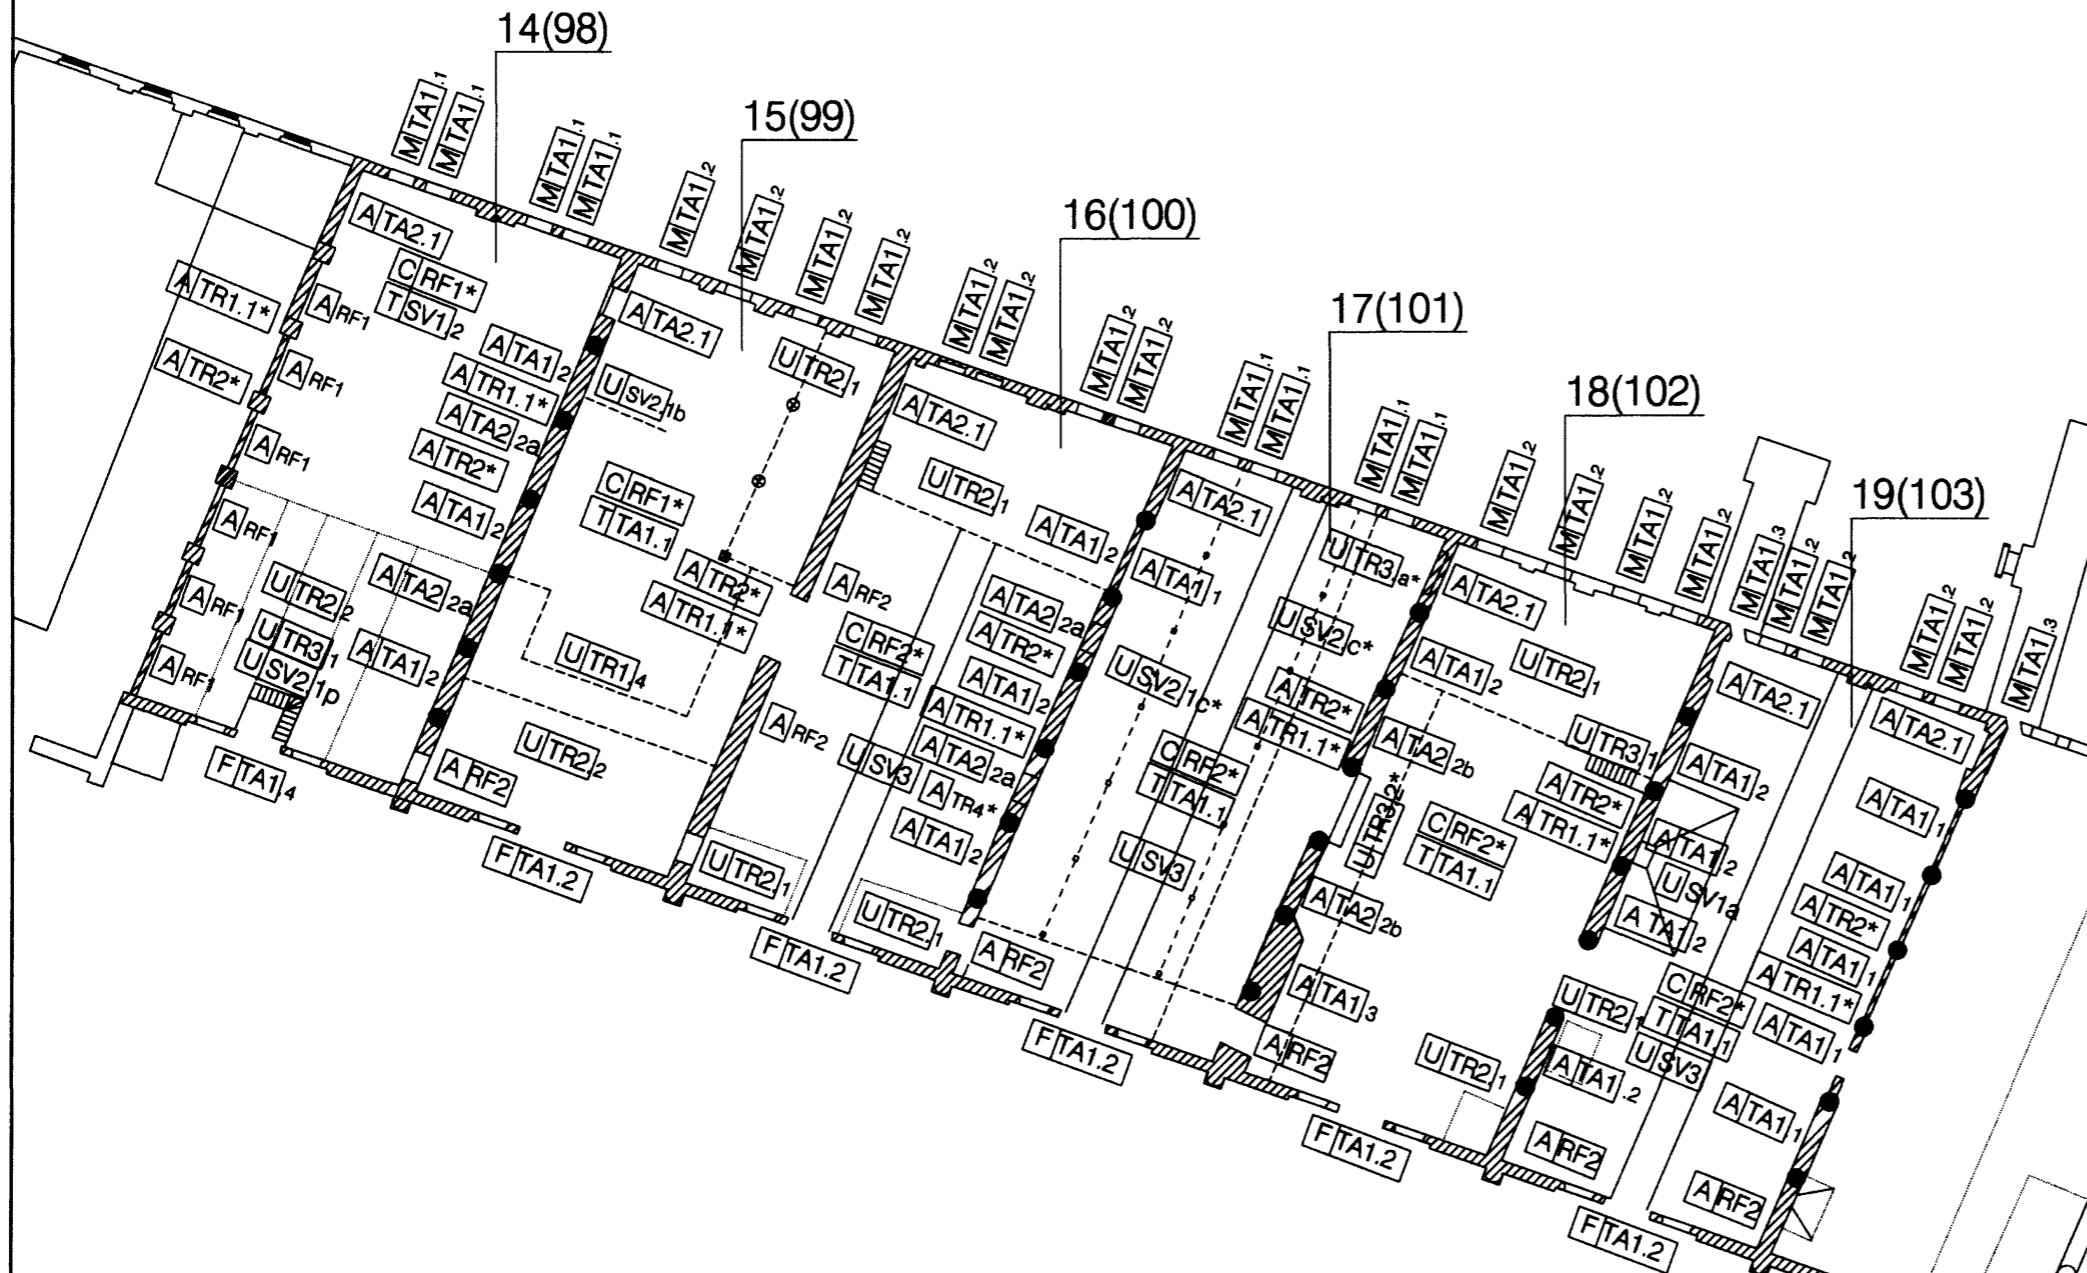 14(98)
15(99)
16(100)
17(101)
18(102)
19(103)
M TA1.1
M TA1.1
M TA1.1
M TA1.1
M TA1.2
M TA1.2
M TA1.2
M TA1.2
M TA1.2
M TA1.2
M TA1.2
M TA1.2
M TA1.1
M TA1.1
M TA1.1
M TA1.1
M TA1.2
M TA1.2
M TA1.2
M TA1.2
M TA1.3
M TA1.2
M TA1.2
M TA1.2
M TA1.2
M TA1.3
A TR1.1*
A TR2*
A TA2.1
C RF1*
T SV1.2
A RF1
A RF1
A RF1
A RF1
A RF1
A RF1
A TA1.2
A TR1.1*
A TA2.2a
A TR2*
A TA1.2
A TA2.2a
A TA1.2
U TR2.2
U TR3.1
U SV2.1p
F TA1.4
A TA2.1
U SV2.1b
U TR2.1
C RF1*
T TA1.1
A TR2*
A TR1.1*
U TR1.4
U TR2.2
A RF2
F TA1.2
A TA2.1
U TR2.1
A TA1.2
A RF2
C RF2*
T TA1.1
A TA2.2a
A TR2*
A TA1.2
A TR1.1*
A TA2.2a
A TR4*
A TA1.2
A RF2
U SV3
U TR2.1
U TR2.1
F TA1.2
A RF2
A TA2.1
A TA1.1
U TR3.a*
U SV2.c*
U SV2.1c*
A TR2*
A TR1.1*
C RF2*
T TA1.1
U SV3
F TA1.2
A RF2
A TA2.1
A TA1.2
U TR2.1
A TA2.2b
U TR3.2*
U TR3.1
A TR2*
A TR1.1*
C RF2*
T TA1.1
A TA2.2b
A TA1.3
U TR2.1
F TA1.2
A TA2.1
A TA1.2
A TA1.2
U SV1a
A TA1.2
U TR2.1
C RF2*
T TA1.1
U SV3
A TA1.2
A RF2
F TA1.2
A TA2.1
A TA1.1
A TA1.1
A TR2*
A TA1.1
A TR1.1*
A TA1.1
A TA1.1
A RF2